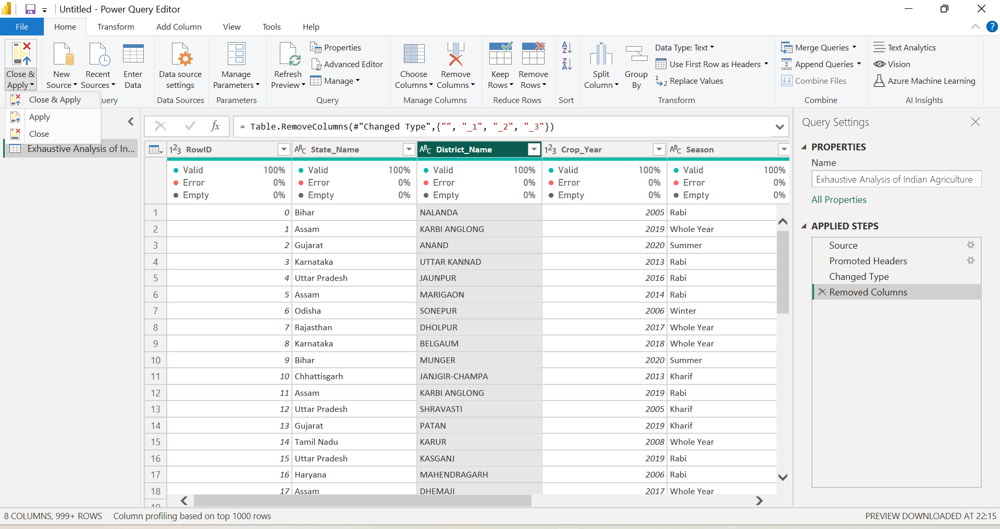 Untitled - Power Query Editor
File Home Transform Add Column View Tools Help
Close & Apply
New Source
Recent Sources
Enter Data
Data source settings
Data Sources
Manage Parameters
Parameters
Refresh Preview
Properties
Advanced Editor
Manage
Query
Choose Columns
Remove Columns
Manage Columns
Keep Rows
Remove Rows
Reduce Rows
Sort
Split Column
Group By
Data Type: Text
Use First Row as Headers
Replace Values
Transform
Merge Queries
Append Queries
Combine Files
Combine
Text Analytics
Vision
Azure Machine Learning
AI Insights
uery
Close & Apply
Apply
Close
Exhaustive Analysis of In...
fx = Table.RemoveColumns(#"Changed Type",{"", "_1", "_2", "_3"})
123 RowID ABC State_Name ABC District_Name 123 Crop_Year ABC Season
Valid 100% Valid 100% Valid 100% Valid 100% Valid 100%
Error 0% Error 0% Error 0% Error 0% Error 0%
Empty 0% Empty 0% Empty 0% Empty 0% Empty 0%
1 0 Bihar NALANDA 2005 Rabi
2 1 Assam KARBI ANGLONG 2019 Whole Year
3 2 Gujarat ANAND 2020 Summer
4 3 Karnataka UTTAR KANNAD 2013 Rabi
5 4 Uttar Pradesh JAUNPUR 2016 Rabi
6 5 Assam MARIGAON 2014 Rabi
7 6 Odisha SONEPUR 2006 Winter
8 7 Rajasthan DHOLPUR 2017 Whole Year
9 8 Karnataka BELGAUM 2018 Whole Year
10 9 Bihar MUNGER 2020 Summer
11 10 Chhattisgarh JANJGIR-CHAMPA 2013 Kharif
12 11 Assam KARBI ANGLONG 2019 Rabi
13 12 Uttar Pradesh SHRAVASTI 2005 Kharif
14 13 Gujarat PATAN 2019 Kharif
15 14 Tamil Nadu KARUR 2008 Whole Year
16 15 Uttar Pradesh KASGANJ 2019 Rabi
17 16 Haryana MAHENDRAGARH 2006 Rabi
18 17 Assam DHEMAJI 2017 Whole Year
19
Query Settings
PROPERTIES
Name
Exhaustive Analysis of Indian Agriculture
All Properties
APPLIED STEPS
Source
Promoted Headers
Changed Type
Removed Columns
8 COLUMNS, 999+ ROWS Column profiling based on top 1000 rows
PREVIEW DOWNLOADED AT 22:15